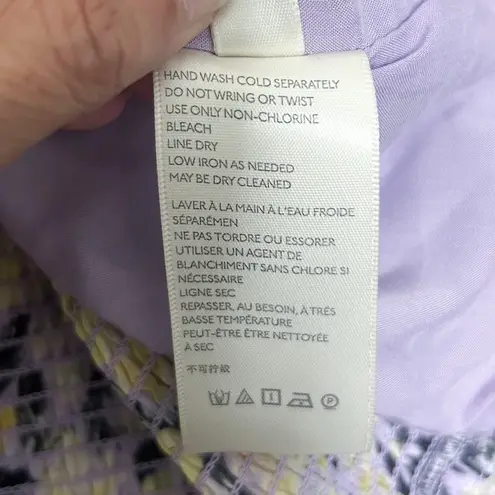 HAND WASH COLD SEPARATELY
DO NOT WRING OR TWIST
USE ONLY NON-CHLORINE
BLEACH
LINE DRY
LOW IRON AS NEEDED
MAY BE DRY CLEANED
LAVER À LA MAIN À L'EAU FROIDE
SÉPARÉMEN
NE PAS TORDRE OU ESSORER
UTILISER UN AGENT DE
BLANCHIMENT SANS CHLORE SI
NÉCESSAIRE
LIGNE SEC
REPASSER, AU BESOIN, À TRÉS
BASSE TEMPÉRATURE
PEUT-ÊTRE ÊTRE NETTOYÉE
À SEC
不可拧绞